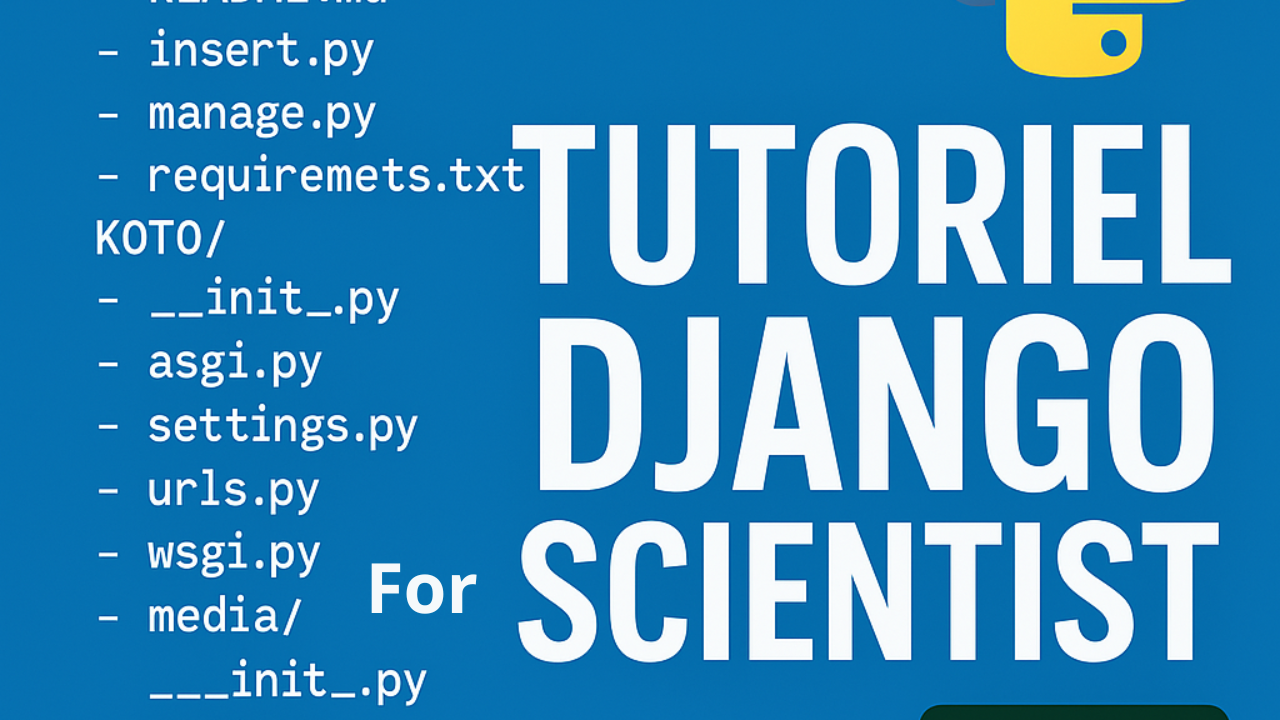 - insert.py
- manage.py
- requiremets.txt
KOTO/
- __init_.py
- asgi.py
- settings.py
- urls.py
- wsgi.py
- media/
___init_.py
TUTORIEL
DJANGO
For
SCIENTIST